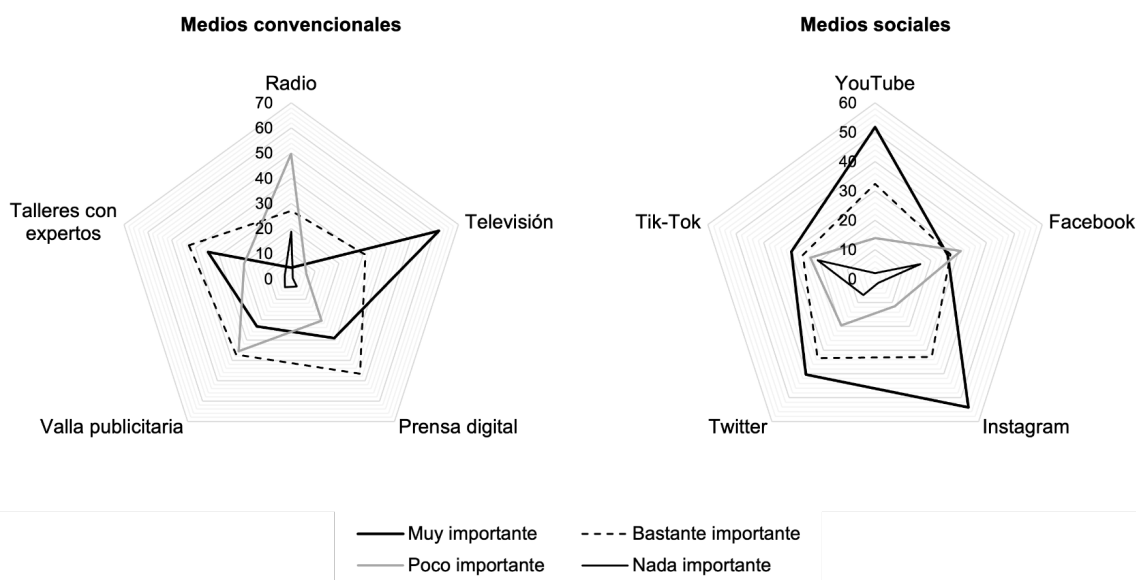 Medios convencionales
Radio
70
60
50
40
30
20
10
0
Televisión
Prensa digital
Valla publicitaria
Talleres con
expertos
Medios sociales
YouTube
60
50
40
30
20
10
0
Facebook
Instagram
Twitter
Tik-Tok
Muy importante
Bastante importante
Poco importante
Nada importante